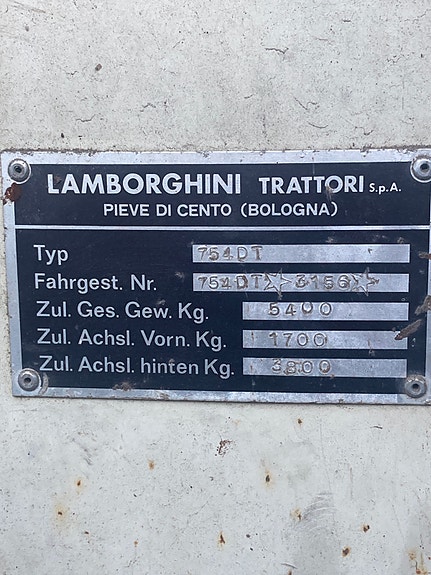 LAMBORGHINI TRATTORI S.p.A.
PIEVE DI CENTO (BOLOGNA)
Typ 754DT
Fahrgest. Nr. 754DT☆3156☆
Zul. Ges. Gew. Kg. 5400
Zul. Achsl. Vorn. Kg. 1700
Zul. Achsl. hinten Kg. 3800